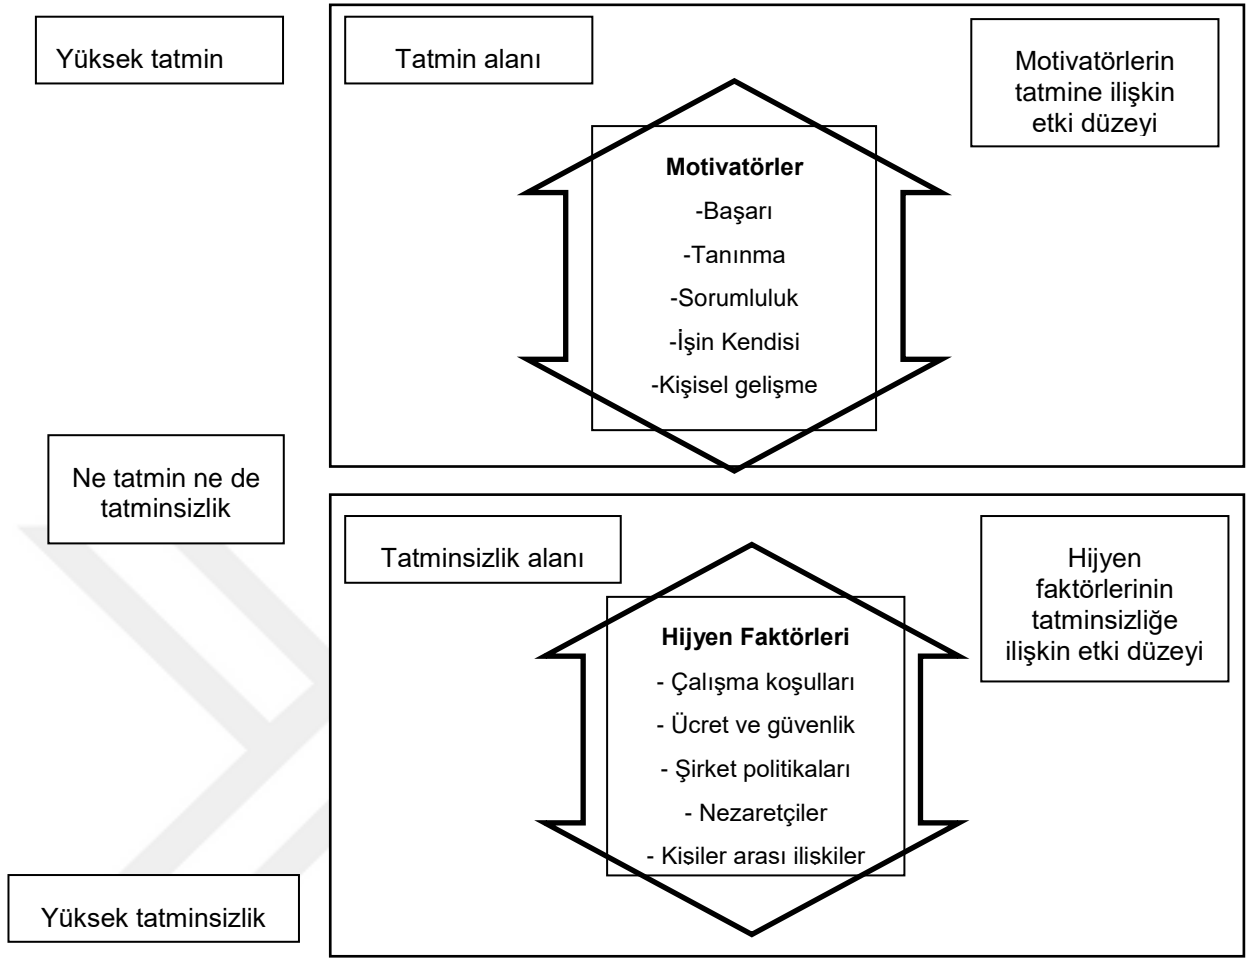 Yüksek tatmin
Tatmin alanı
Motivatörlerin
tatmine ilişkin
etki düzeyi
Motivatörler
-Başarı
-Tanınma
-Sorumluluk
-İşin Kendisi
-Kişisel gelişme
Ne tatmin ne de
tatminsizlik
Tatminsizlik alanı
Hijyen
faktörlerinin
tatminsizliğe
ilişkin etki düzeyi
Hijyen Faktörleri
- Çalışma koşulları
- Ücret ve güvenlik
- Şirket politikaları
- Nezaretçiler
- Kişiler arası ilişkiler
Yüksek tatminsizlik